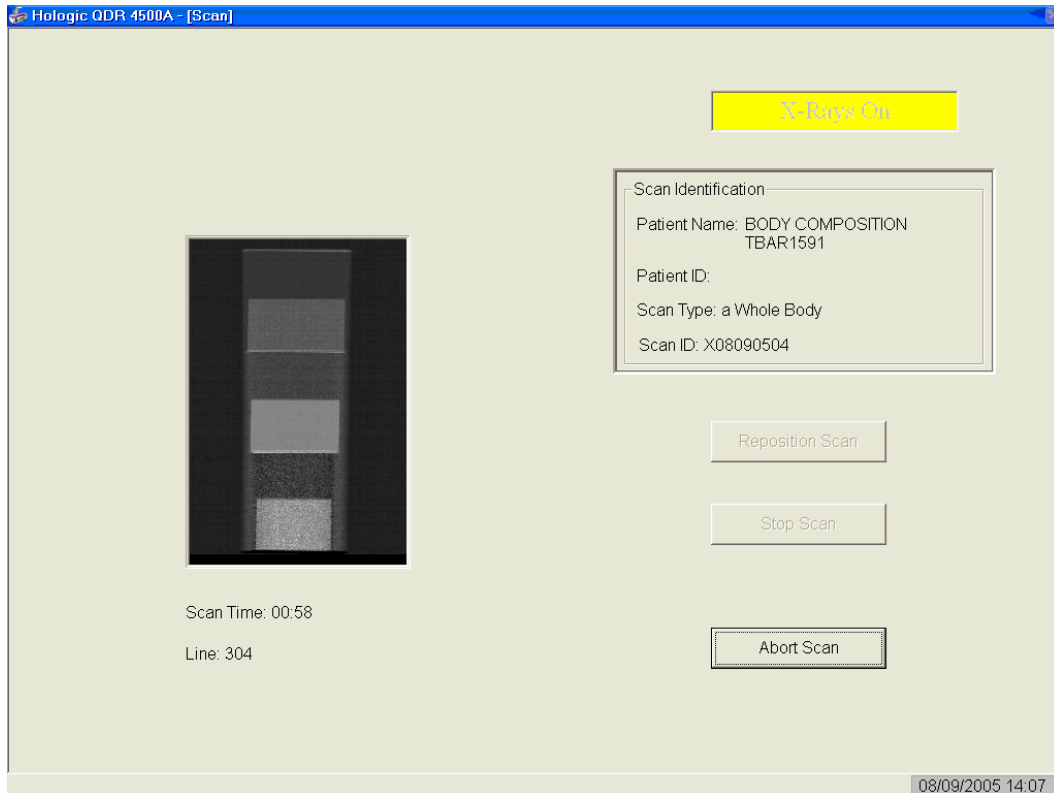 Hologic QDR 4500A - [Scan]
X-Rays On
Scan Identification
Patient Name: BODY COMPOSITION
TBAR1591
Patient ID:
Scan Type: a Whole Body
Scan ID: X08090504
Reposition Scan
Stop Scan
Scan Time: 00:58
Line: 304
Abort Scan
08/09/2005 14:07